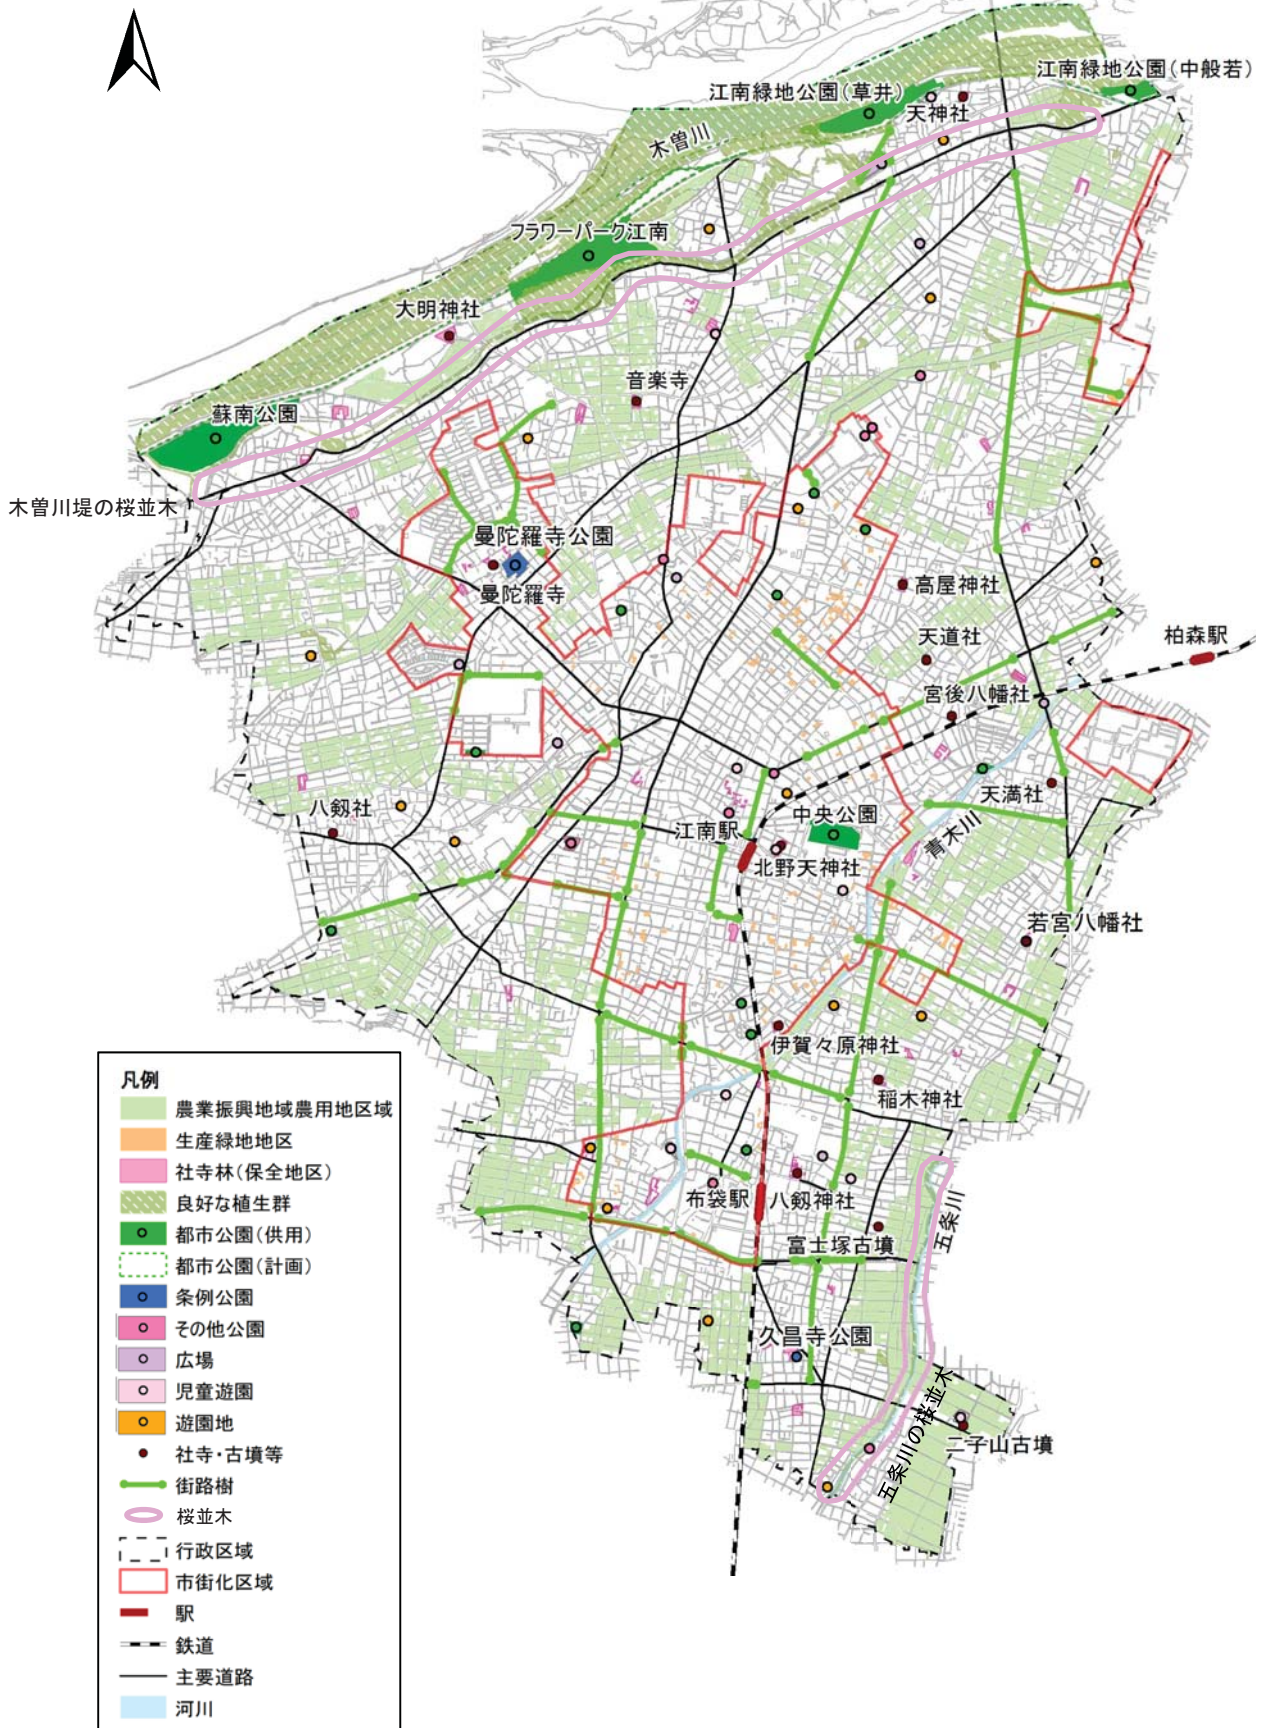 江南緑地公園(中般若)
江南緑地公園(草井)
天神社
木曽川
フラワーパーク江南
大明神社
音楽寺
蘇南公園
木曽川堤の桜並木
曼陀羅寺公園
曼陀羅寺
高屋神社
天道社
柏森駅
宮後八幡社
八剱社
天満社
中央公園
江南駅
青木川
北野天神社
若宮八幡社
伊賀々原神社
稲木神社
布袋駅
八剱神社
五条川
富士塚古墳
久昌寺公園
五条川の桜並木
二子山古墳
凡例
農業振興地域農用地区域
生産緑地地区
社寺林(保全地区)
良好な植生群
都市公園(供用)
都市公園(計画)
条例公園
その他公園
広場
児童遊園
遊園地
社寺・古墳等
街路樹
桜並木
行政区域
市街化区域
駅
鉄道
主要道路
河川